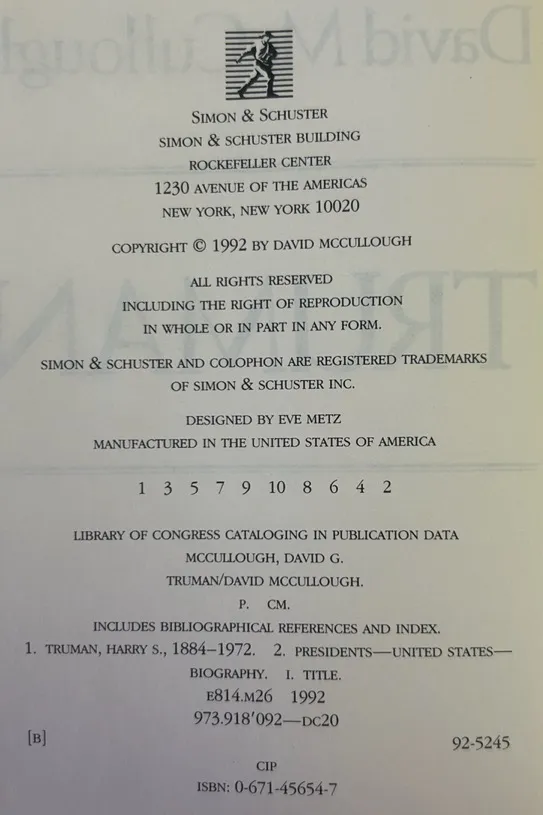 SIMON & SCHUSTER
SIMON & SCHUSTER BUILDING
ROCKEFELLER CENTER
1230 AVENUE OF THE AMERICAS
NEW YORK, NEW YORK 10020
COPYRIGHT © 1992 BY DAVID MCCULLOUGH
ALL RIGHTS RESERVED
INCLUDING THE RIGHT OF REPRODUCTION
IN WHOLE OR IN PART IN ANY FORM.
SIMON & SCHUSTER AND COLOPHON ARE REGISTERED TRADEMARKS
OF SIMON & SCHUSTER INC.
DESIGNED BY EVE METZ
MANUFACTURED IN THE UNITED STATES OF AMERICA
1 3 5 7 9 10 8 6 4 2
LIBRARY OF CONGRESS CATALOGING IN PUBLICATION DATA
MCCULLOUGH, DAVID G.
TRUMAN/DAVID MCCULLOUGH.
P. CM.
INCLUDES BIBLIOGRAPHICAL REFERENCES AND INDEX.
1. TRUMAN, HARRY S., 1884–1972. 2. PRESIDENTS—UNITED STATES—
BIOGRAPHY. I. TITLE.
E814.M26 1992
973.918'092—DC20
[B] 92-5245
CIP
ISBN: 0-671-45654-7
David McCullough
TRUMAN